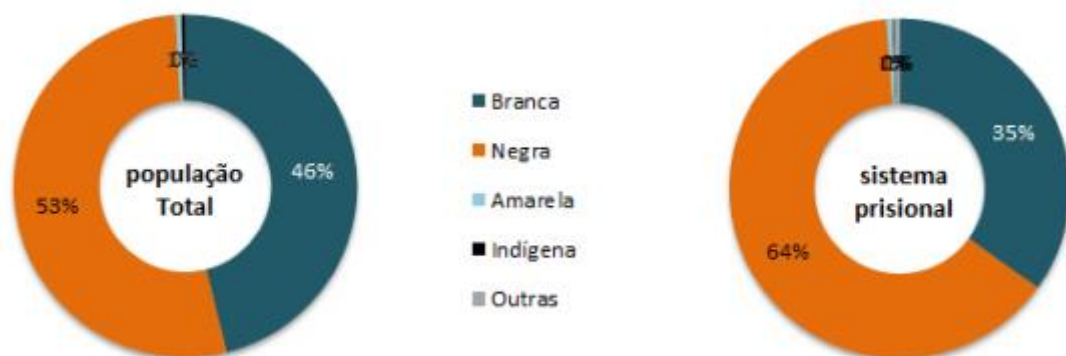 população
Total
46%
53%
Branca
Negra
Amarela
Indígena
Outras
sistema
prisional
35%
64%